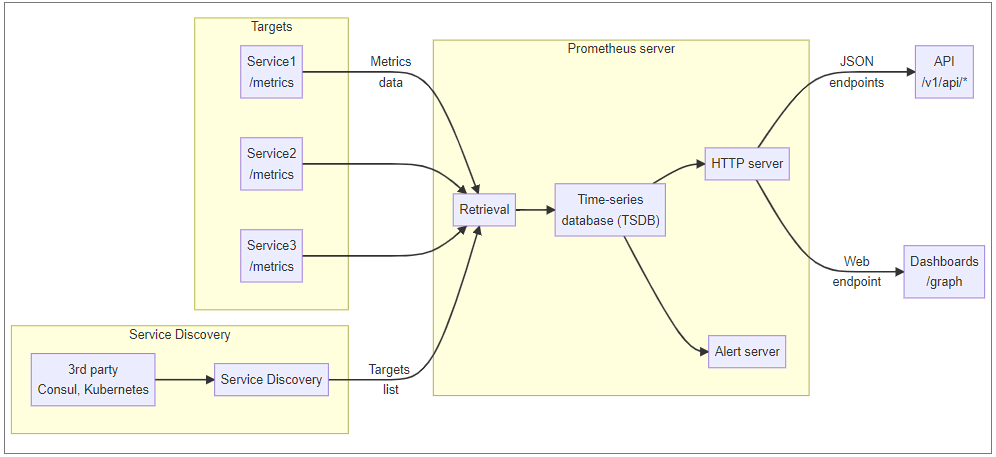 Targets
Service1
/metrics
Service2
/metrics
Service3
/metrics
Metrics
data
Service Discovery
3rd party
Consul, Kubernetes
Service Discovery
Targets
list
Prometheus server
Retrieval
Time-series
database (TSDB)
HTTP server
Alert server
JSON
endpoints
API
/v1/api/*
Web
endpoint
Dashboards
/graph